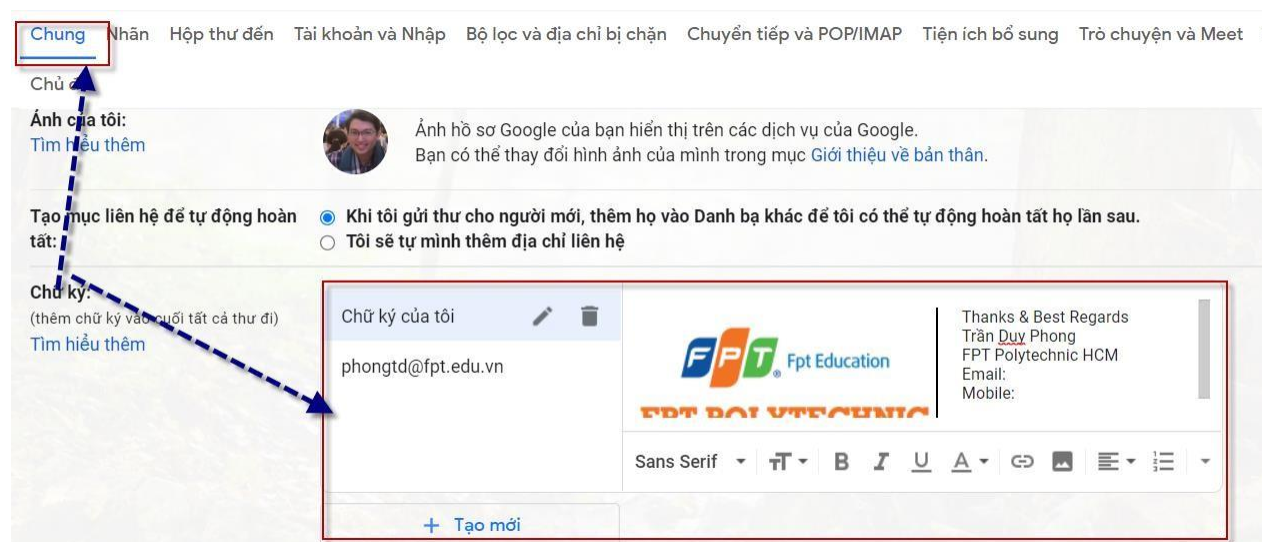 Chung Nhãn Hộp thư đến Tài khoản và Nhập Bộ lọc và địa chỉ bị chặn Chuyển tiếp và POP/IMAP Tiện ích bổ sung Trò chuyện và Meet
Chủ
Ảnh của tôi:
Tìm hiểu thêm
Ảnh hồ sơ Google của bạn hiển thị trên các dịch vụ của Google.
Bạn có thể thay đổi hình ảnh của mình trong mục Giới thiệu về bản thân.
Tạo mục liên hệ để tự động hoàn
tất:
Khi tôi gửi thư cho người mới, thêm họ vào Danh bạ khác để tôi có thể tự động hoàn tất họ lần sau.
Tôi sẽ tự mình thêm địa chỉ liên hệ
Chữ ký:
(thêm chữ ký vào cuối tất cả thư đi)
Tìm hiểu thêm
Chữ ký của tôi
phongtd@fpt.edu.vn
FPT Fpt Education
FPT POLYTECHNIC
Thanks & Best Regards
Trần Duy Phong
FPT Polytechnic HCM
Email:
Mobile:
Sans Serif
+ Tạo mới